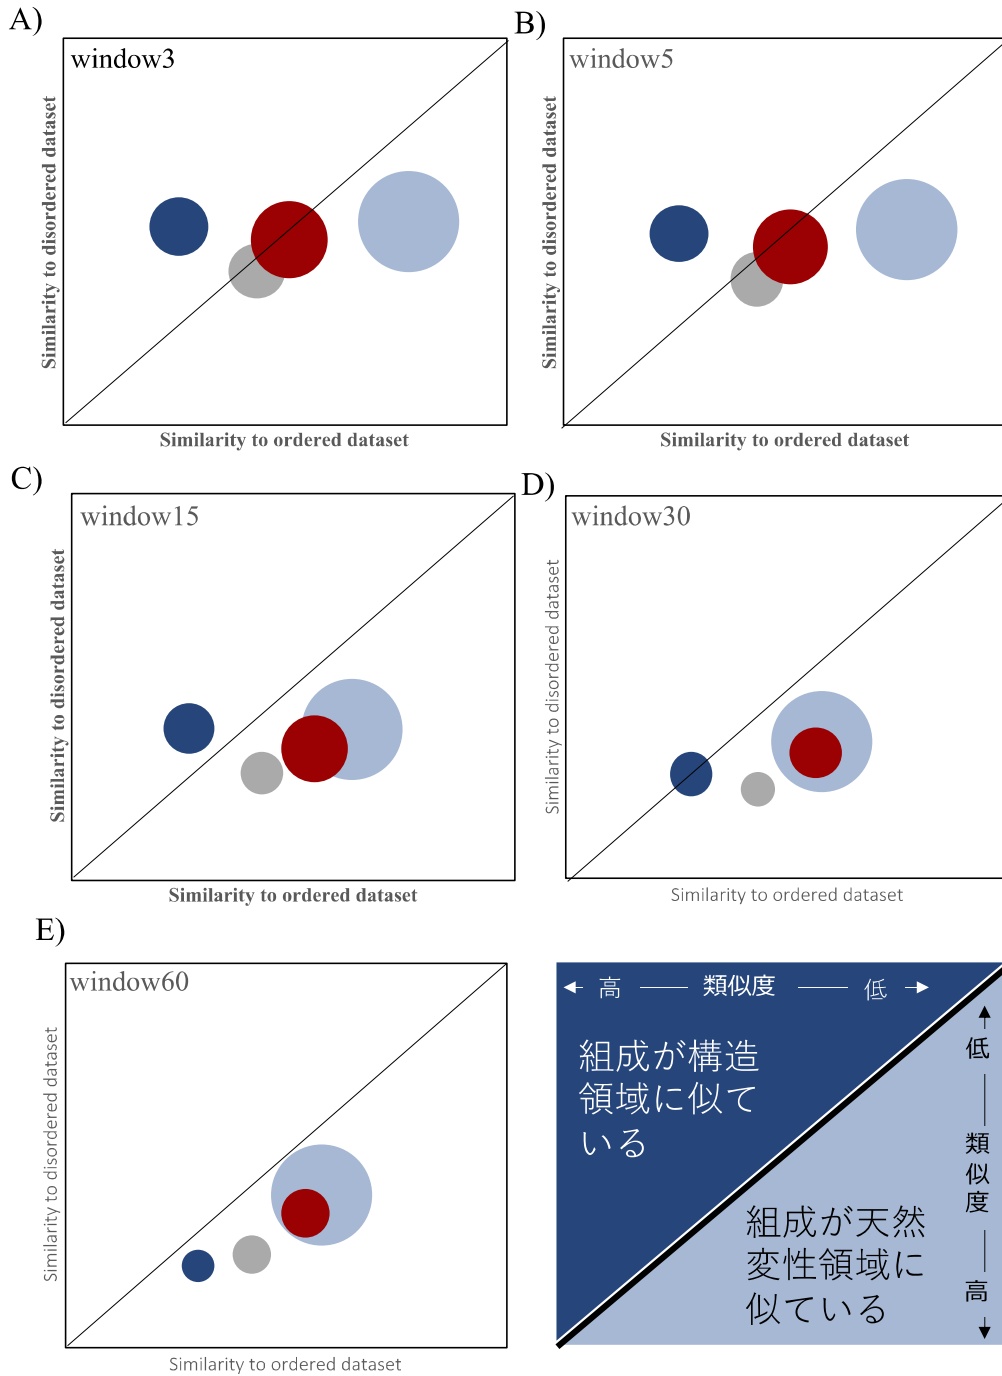 A)
window3
Similarity to disordered dataset
Similarity to ordered dataset
B)
window5
Similarity to disordered dataset
Similarity to ordered dataset
C)
window15
Similarity to disordered dataset
Similarity to ordered dataset
D)
window30
Similarity to disordered dataset
Similarity to ordered dataset
E)
window60
Similarity to disordered dataset
Similarity to ordered dataset
高 類似度 低
組成が構造
領域に似て
いる
低 類似度 高
組成が天然
変性領域に
似ている